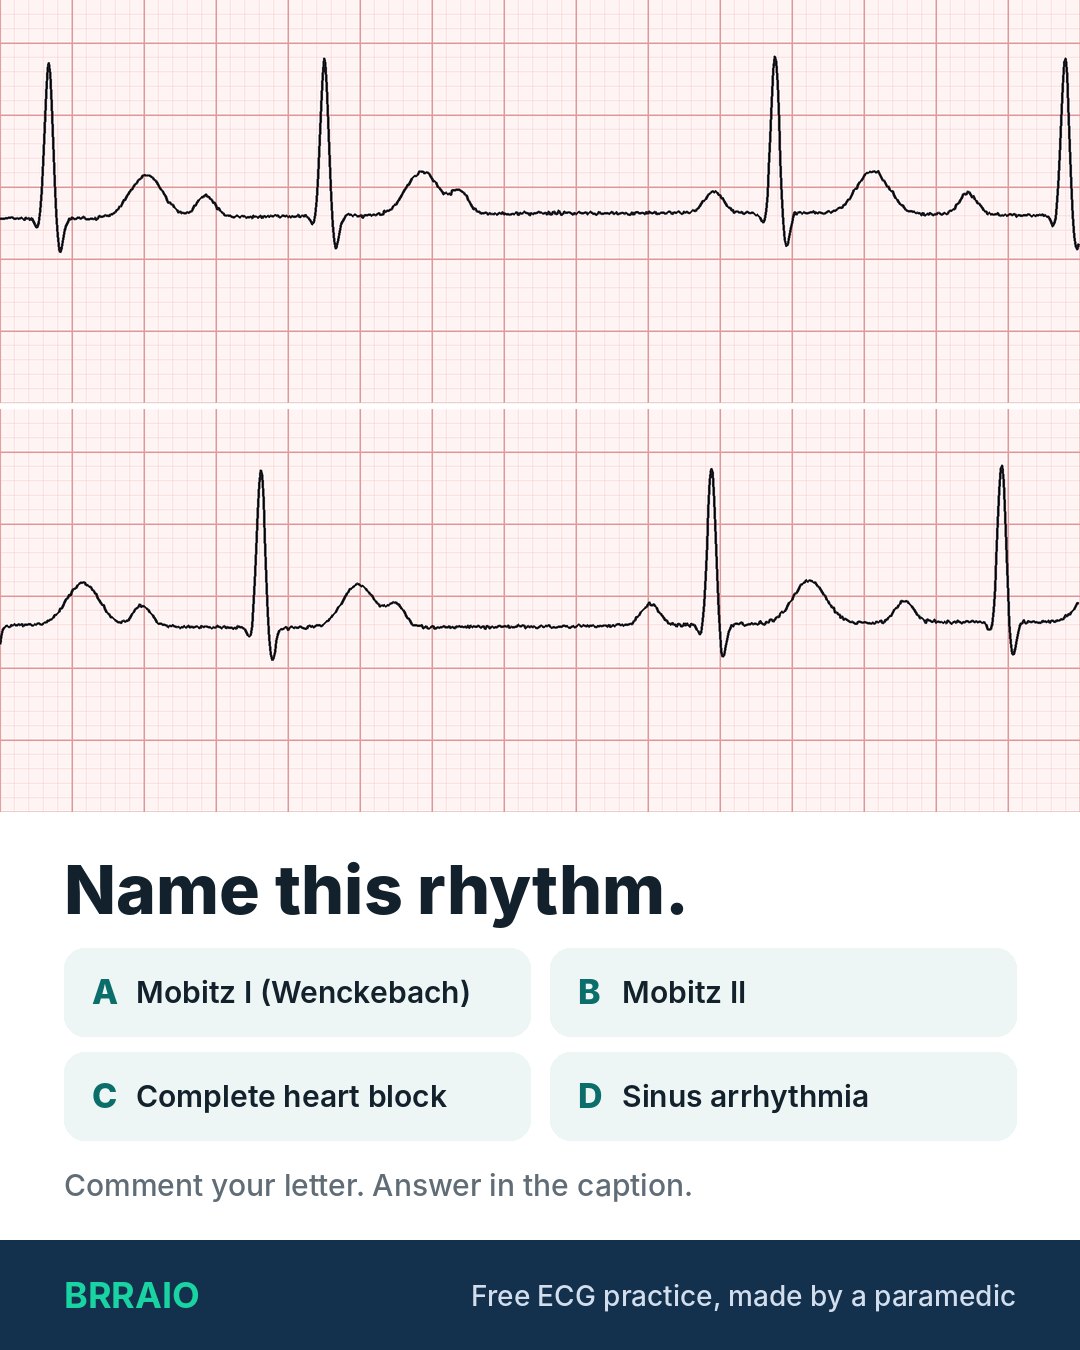 Name this rhythm.
A Mobitz I (Wenckebach)
B Mobitz II
C Complete heart block
D Sinus arrhythmia
Comment your letter. Answer in the caption.
BRRAIO
Free ECG practice, made by a paramedic